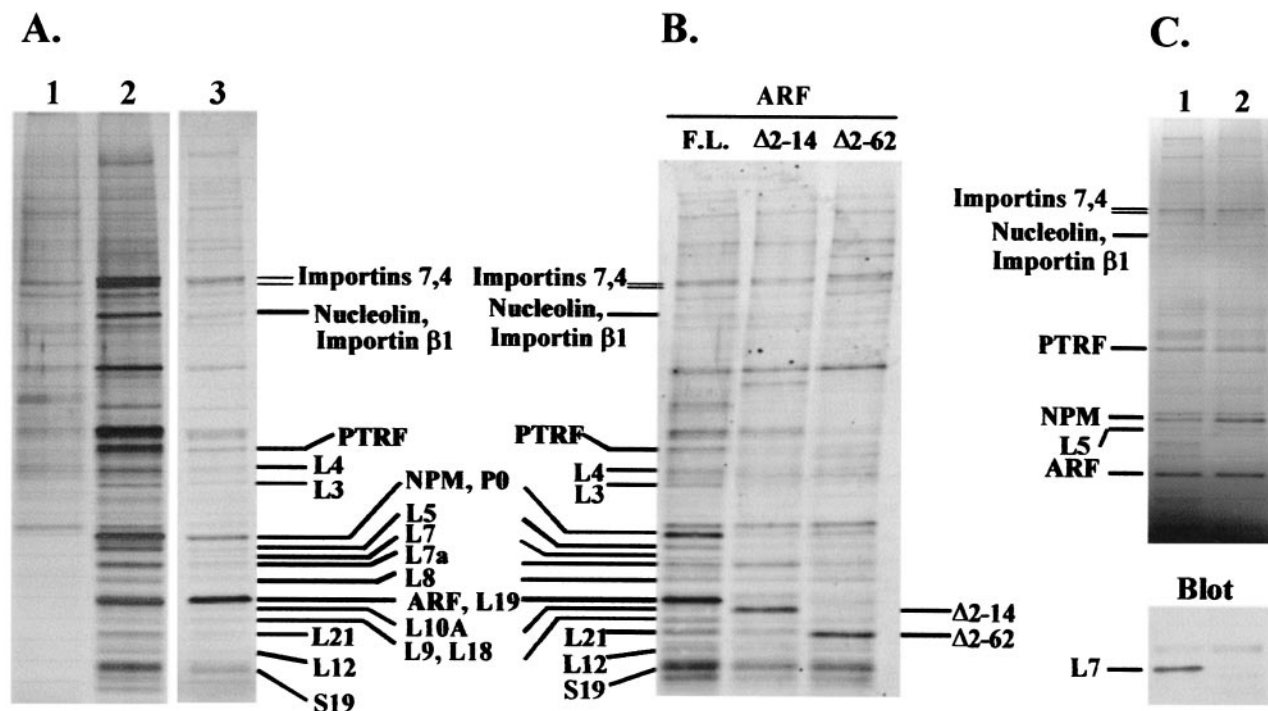 A.
1 2 3
Importins 7,4
Nucleolin,
Importin β1
PTRF
L4
L3
NPM, P0
L5
L7
L7a
L8
ARF, L19
L10A
L9, L18
L21
L12
S19
B.
ARF
F.L. Δ2-14 Δ2-62
Importins 7,4
Nucleolin,
Importin β1
PTRF
L4
L3
L21
L12
S19
Δ2-14
Δ2-62
C.
1 2
Importins 7,4
Nucleolin,
Importin β1
PTRF
NPM
L5
ARF
Blot
L7